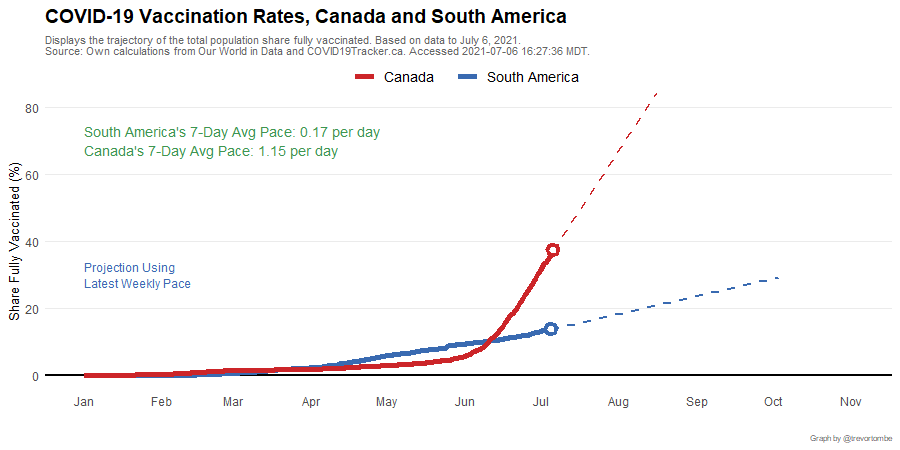 COVID-19 Vaccination Rates, Canada and South America
Displays the trajectory of the total population share fully vaccinated. Based on data to July 6, 2021.
Source: Own calculations from Our World in Data and COVID19Tracker.ca. Accessed 2021-07-06 16:27:36 MDT.
Canada South America
80
South America's 7-Day Avg Pace: 0.17 per day
Canada's 7-Day Avg Pace: 1.15 per day
60
Share Fully Vaccinated (%)
40
Projection Using
Latest Weekly Pace
20
0
Jan Feb Mar Apr May Jun Jul Aug Sep Oct Nov
Graph by @trevortombe